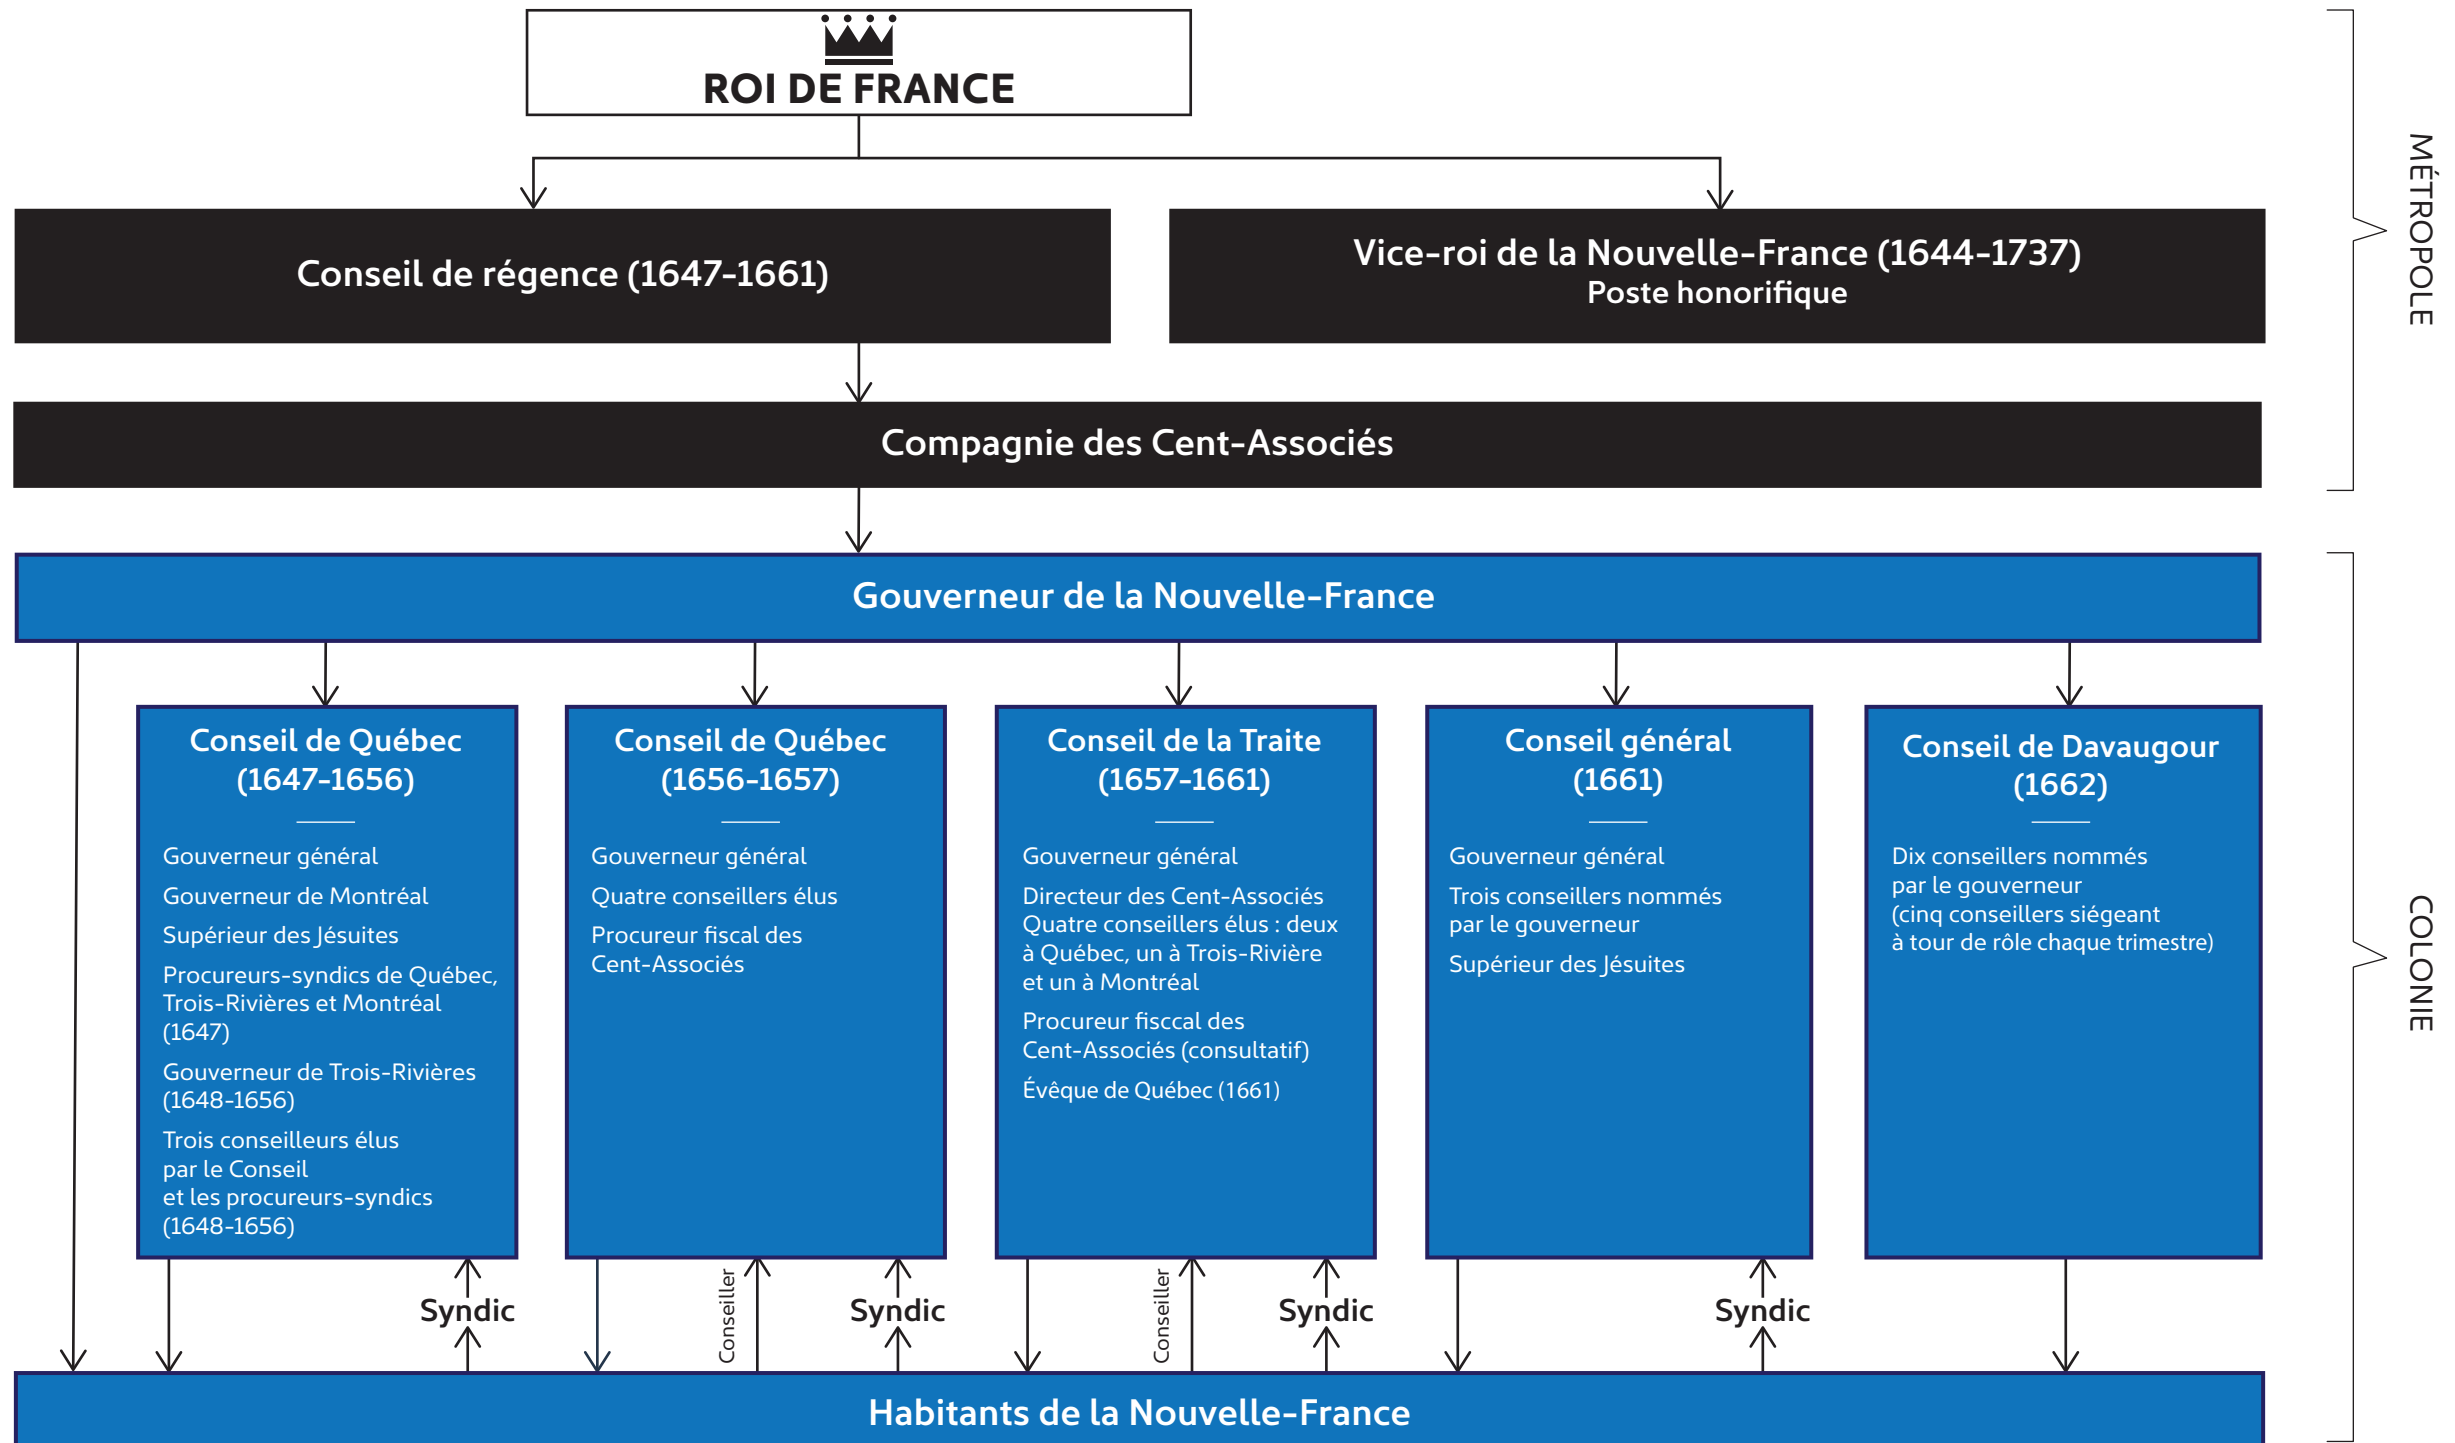 ROI DE FRANCE
Conseil de régence (1647-1661)
Vice-roi de la Nouvelle-France (1644-1737)
Poste honorifique
Compagnie des Cent-Associés
MÉTROPOLE
Gouverneur de la Nouvelle-France
Conseil de Québec
(1647-1656)
Gouverneur général
Gouverneur de Montréal
Supérieur des Jésuites
Procureurs-syndics de Québec,
Trois-Rivières et Montréal
(1647)
Gouverneur de Trois-Rivières
(1648-1656)
Trois conseilleurs élus
par le Conseil
et les procureurs-syndics
(1648-1656)
Conseil de Québec
(1656-1657)
Gouverneur général
Quatre conseillers élus
Procureur fiscal des
Cent-Associés
Conseil de la Traite
(1657-1661)
Gouverneur général
Directeur des Cent-Associés
Quatre conseillers élus : deux
à Québec, un à Trois-Rivière
et un à Montréal
Procureur fisccal des
Cent-Associés (consultatif)
Évêque de Québec (1661)
Conseil général
(1661)
Gouverneur général
Trois conseillers nommés
par le gouverneur
Supérieur des Jésuites
Conseil de Davaugour
(1662)
Dix conseillers nommés
par le gouverneur
(cinq conseillers siégeant
à tour de rôle chaque trimestre)
COLONIE
Syndic
Conseiller
Syndic
Conseiller
Syndic
Syndic
Habitants de la Nouvelle-France